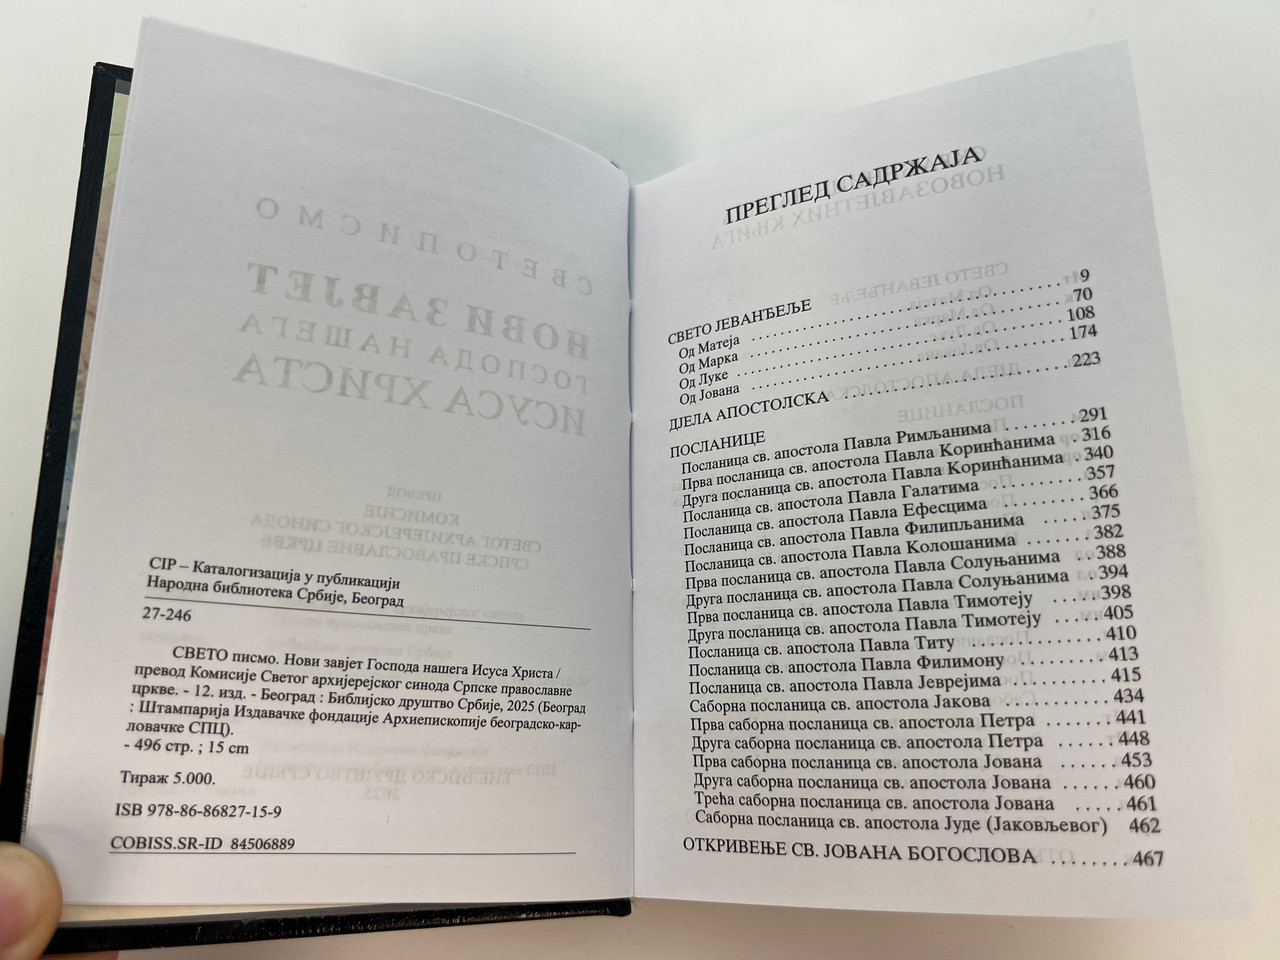 CIP – Каталогизација у публикацији
Народна библиотека Србије, Београд
27-246
СВЕТО писмо. Нови завјет Господа нашега Исуса Христа /
превод Комисије Светог архијерејског синода Српске православне
цркве. - 12. изд. - Београд : Библијско друштво Србије, 2025 (Београд
: Штампарија Издавачке фондације Архиепископије београдско-кар-
ловачке СПЦ).
- 496 стр. ; 15 cm
Тираж 5.000.
ISB 978-86-86827-15-9
COBISS.SR-ID 84506889
ПРЕГЛЕД САДРЖАЈА
СВЕТО ЈЕВАНЂЕЉЕ
Од Матеја ................................ 9
Од Марка ................................ 70
Од Луке ................................ 108
Од Јована ................................ 174
ДЈЕЛА АПОСТОЛСКА ........................ 223
ПОСЛАНИЦЕ
Посланица св. апостола Павла Римљанима ........ 291
Прва посланица св. апостола Павла Коринћанима . 316
Друга посланица св. апостола Павла Коринћанима . 340
Посланица св. апостола Павла Галатима ......... 357
Посланица св. апостола Павла Ефесцима ........ 366
Посланица св. апостола Павла Филипљанима ..... 375
Посланица св. апостола Павла Колошанима ...... 382
Прва посланица св. апостола Павла Солуњанима .. 388
Друга посланица св. апостола Павла Солуњанима . 394
Прва посланица св. апостола Павла Тимотеју ..... 398
Друга посланица св. апостола Павла Тимотеју ..... 405
Посланица св. апостола Павла Титу ............ 410
Посланица св. апостола Павла Филимону ........ 413
Посланица св. апостола Павла Јеврејима ........ 415
Саборна посланица св. апостола Јакова .......... 434
Прва саборна посланица св. апостола Петра ...... 441
Друга саборна посланица св. апостола Петра ...... 448
Прва саборна посланица св. апостола Јована ..... 453
Друга саборна посланица св. апостола Јована ..... 460
Трећа саборна посланица св. апостола Јована ..... 461
Саборна посланица св. апостола Јуде (Јаковљевог) 462
ОТКРИВЕЊЕ СВ. ЈОВАНА БОГОСЛОВА ........ 467